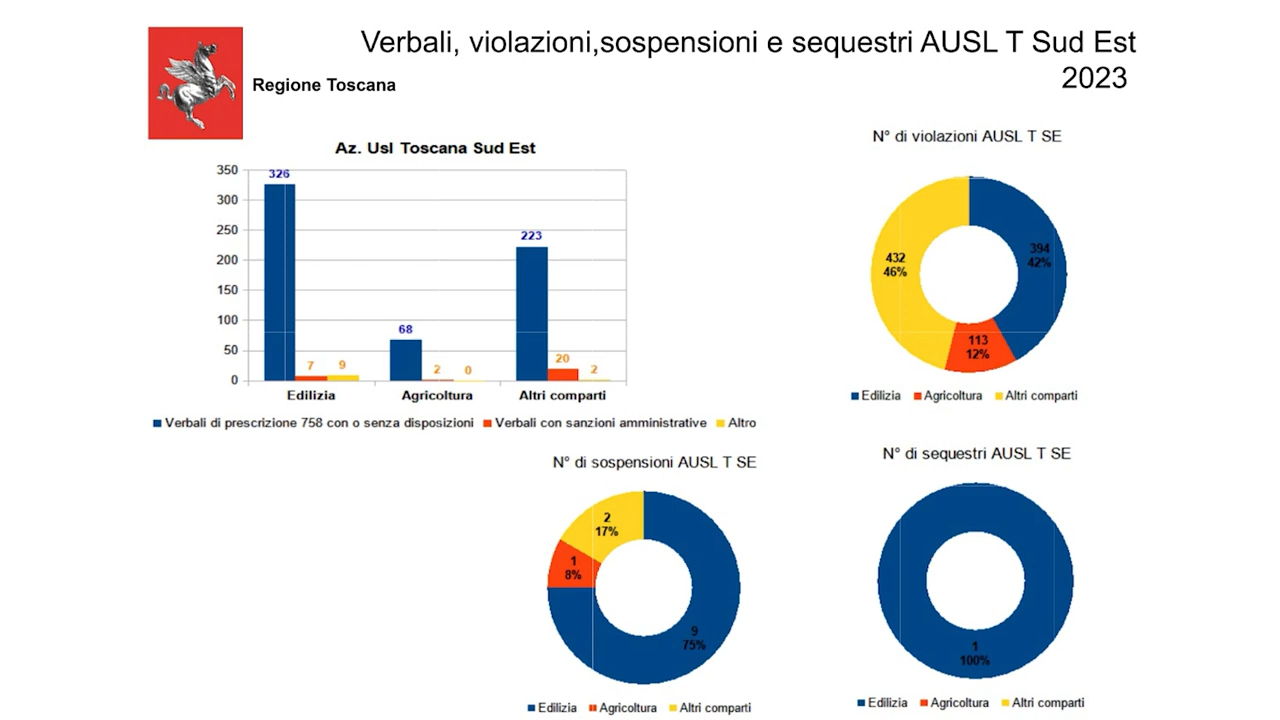 Verbali, violazioni,sospensioni e sequestri AUSL T Sud Est
2023
Regione Toscana
Az. Usl Toscana Sud Est
350
300
250
200
150
100
50
0
326
7
9
68
2
0
223
20
2
Edilizia
Agricoltura
Altri comparti
Verbali di prescrizione 758 con o senza disposizioni
Verbali con sanzioni amministrative
Altro
N° di violazioni AUSL T SE
394
42%
432
46%
113
12%
Edilizia
Agricoltura
Altri comparti
N° di sospensioni AUSL T SE
2
17%
1
8%
9
75%
Edilizia
Agricoltura
Altri comparti
N° di sequestri AUSL T SE
1
100%
Edilizia
Agricoltura
Altri comparti